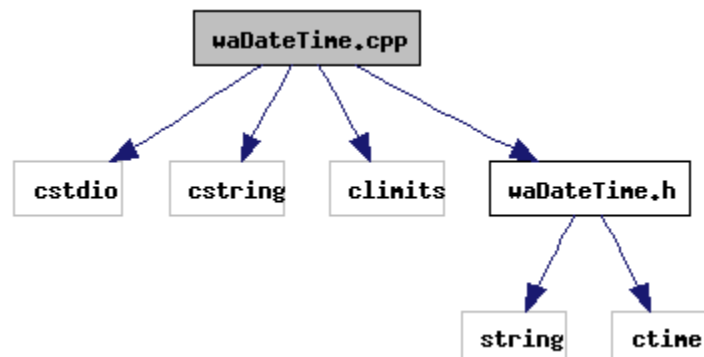 waDateTime.cpp
cstdio
cstring
climits
waDateTime.h
string
ctime